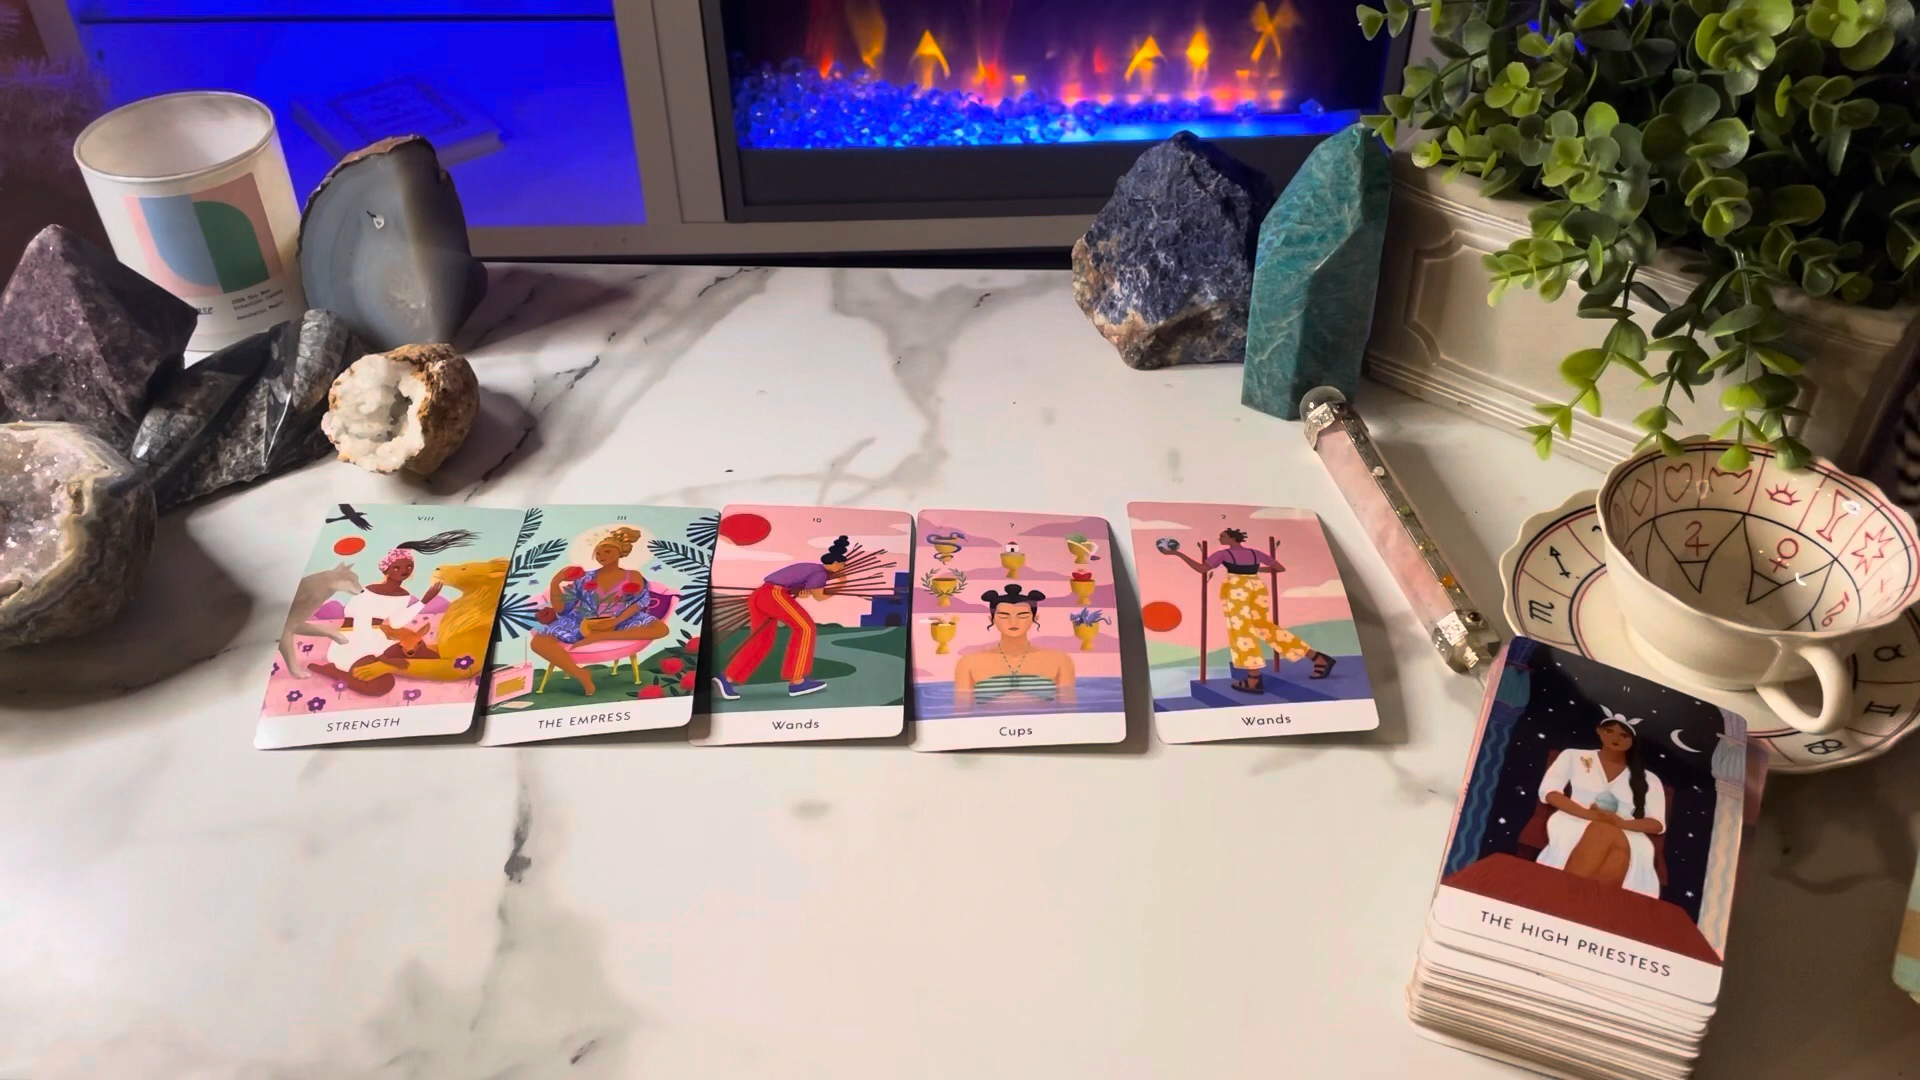 VIII
STRENGTH
III
THE EMPRESS
10
Wands
7
Cups
2
Wands
II
THE HIGH PRIESTESS